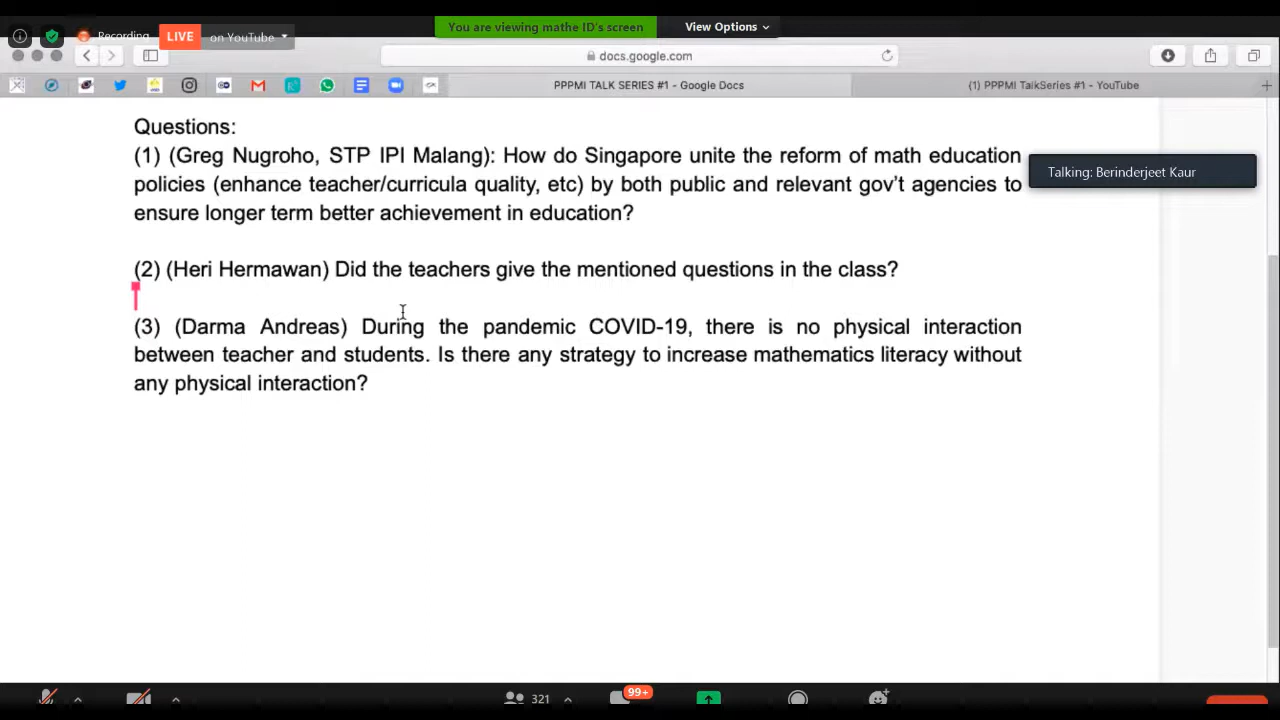 You are viewing mathe ID's screen
View Options
Recording
LIVE
on YouTube
docs.google.com
PPPMI TALK SERIES #1 - Google Docs
(1) PPPMI TalkSeries #1 - YouTube
Questions:
(1) (Greg Nugroho, STP IPI Malang): How do Singapore unite the reform of math education
policies (enhance teacher/curricula quality, etc) by both public and relevant gov't agencies to
ensure longer term better achievement in education?
Talking: Berinderjeet Kaur
(2) (Heri Hermawan) Did the teachers give the mentioned questions in the class?
(3) (Darma Andreas) During the pandemic COVID-19, there is no physical interaction
between teacher and students. Is there any strategy to increase mathematics literacy without
any physical interaction?
321
99+